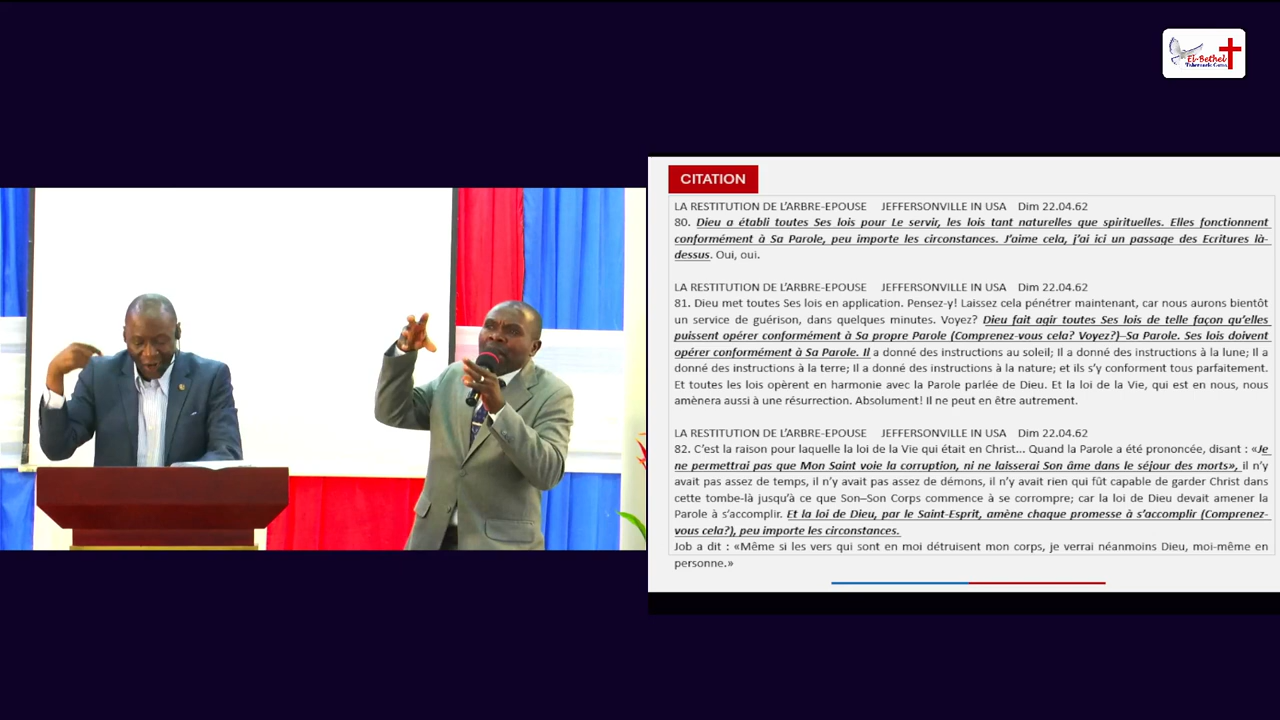 El-Bethel
CITATION
LA RESTITUTION DE L'ARBRE-EPOUSE JEFFERSONVILLE IN USA Dim 22.04.62
80. Dieu a établi toutes Ses lois pour Le servir, les lois tant naturelles que spirituelles. Elles fonctionnent
conformément à Sa Parole, peu importe les circonstances. J'aime cela, j'ai ici un passage des Ecritures là-
dessus. Oui, oui.
LA RESTITUTION DE L'ARBRE-EPOUSE JEFFERSONVILLE IN USA Dim 22.04.62
81. Dieu met toutes Ses lois en application. Pensez-y! Laissez cela pénétrer maintenant, car nous aurons bientôt
un service de guérison, dans quelques minutes. Voyez? Dieu fait agir toutes Ses lois de telle façon qu'elles
puissent opérer conformément à Sa propre Parole (Comprenez-vous cela? Voyez?)–Sa Parole. Ses lois doivent
opérer conformément à Sa Parole. Il a donné des instructions au soleil; Il a donné des instructions à la lune; Il a
donné des instructions à la terre; Il a donné des instructions à la nature; et ils s'y conforment tous parfaitement.
Et toutes les lois opèrent en harmonie avec la Parole parlée de Dieu. Et la loi de la Vie, qui est en nous, nous
amènera aussi à une résurrection. Absolument! Il ne peut en être autrement.
LA RESTITUTION DE L'ARBRE-EPOUSE JEFFERSONVILLE IN USA Dim 22.04.62
82. C'est la raison pour laquelle la loi de la Vie qui était en Christ... Quand la Parole a été prononcée, disant : «Je
ne permettrai pas que Mon Saint voie la corruption, ni ne laisserai Son âme dans le séjour des morts», il n'y
avait pas assez de temps, il n'y avait pas assez de démons, il n'y avait rien qui fût capable de garder Christ dans
cette tombe-là jusqu'à ce que Son–Son Corps commence à se corrompre; car la loi de Dieu devait amener la
Parole à s'accomplir. Et la loi de Dieu, par le Saint-Esprit, amène chaque promesse à s'accomplir (Comprenez-
vous cela?), peu importe les circonstances.
Job a dit : «Même si les vers qui sont en moi détruisent mon corps, je verrai néanmoins Dieu, moi-même en
personne.»